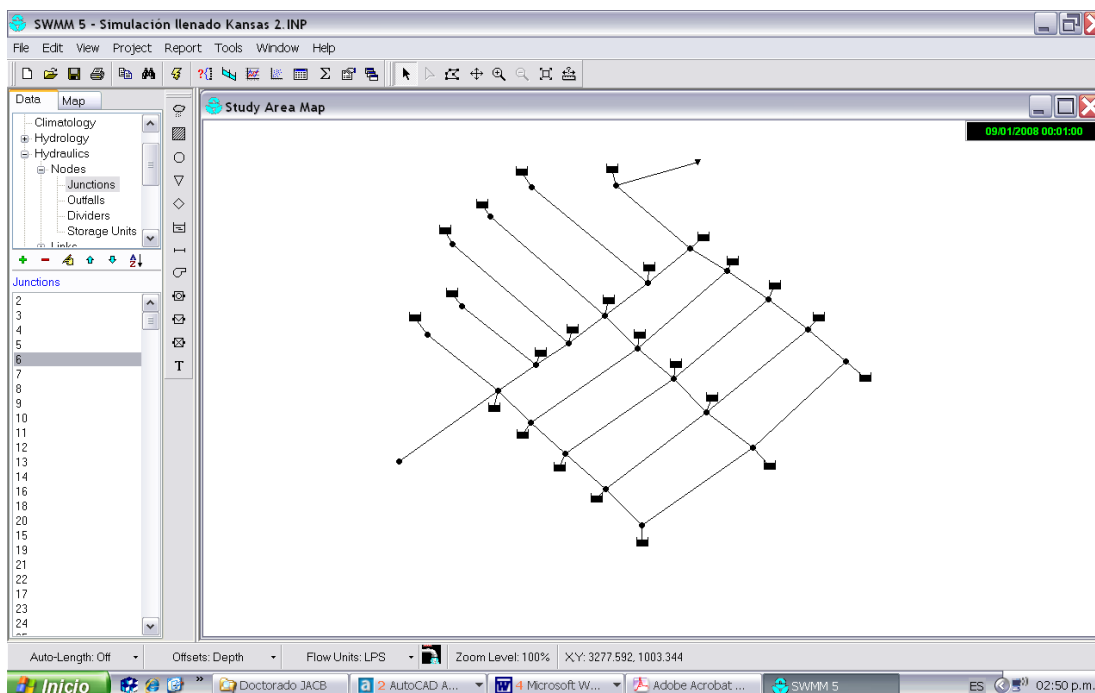 SWMM 5 - Simulación llenado Kansas 2.INP
File Edit View Project Report Tools Window Help
Data Map
Study Area Map
09/01/2008 00:01:00
Climatology
Hydrology
Hydraulics
Nodes
Junctions
Outfalls
Dividers
Storage Units
Links
Junctions
2
3
4
5
6
7
8
9
10
11
12
13
14
16
18
20
15
19
21
22
17
23
24
T
Auto-Length: Off Offsets: Depth Flow Units: LPS Zoom Level: 100% X,Y: 3277.592, 1003.344
Inicio » Doctorado JACB 2 AutoCAD A... 4 Microsoft W... Adobe Acrobat ... SWMM 5 ES 02:50 p.m.